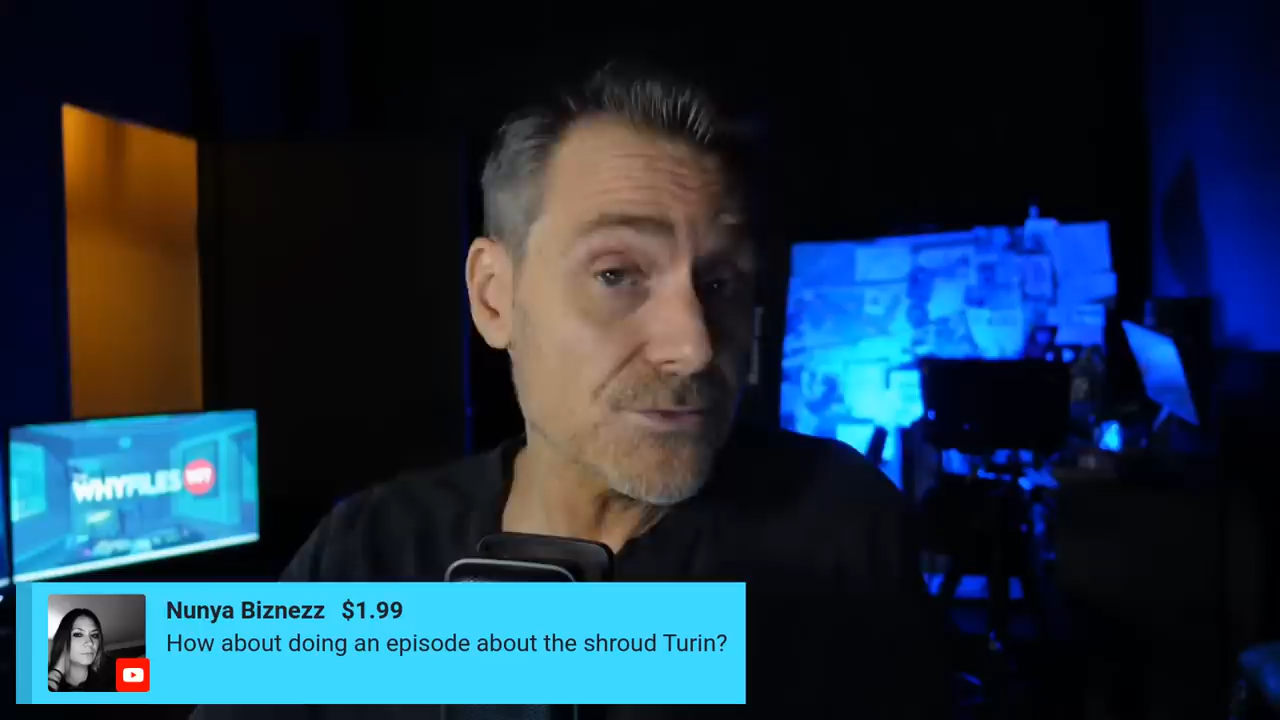 WHYFILES
Nunya Biznezz $1.99
How about doing an episode about the shroud Turin?